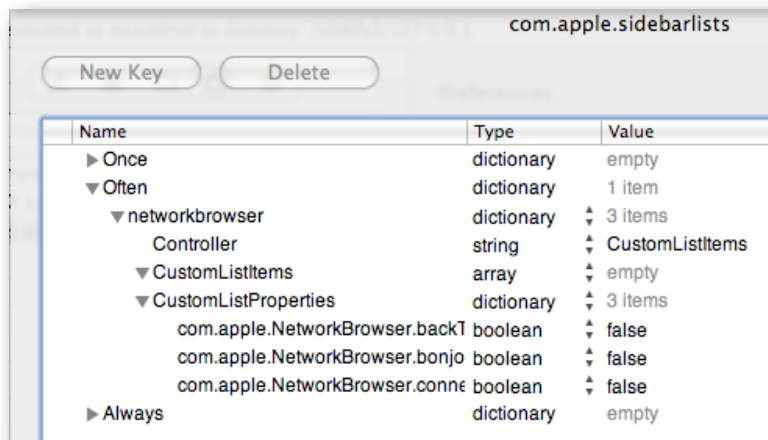 com.apple.sidebarlists
New Key Delete
Preferences
Name Type Value
Once dictionary empty
Often dictionary 1 item
networkbrowser dictionary 3 items
Controller string CustomListItems
CustomListItems array empty
CustomListProperties dictionary 3 items
com.apple.NetworkBrowser.backT boolean false
com.apple.NetworkBrowser.bonjo boolean false
com.apple.NetworkBrowser.conne boolean false
Always dictionary empty